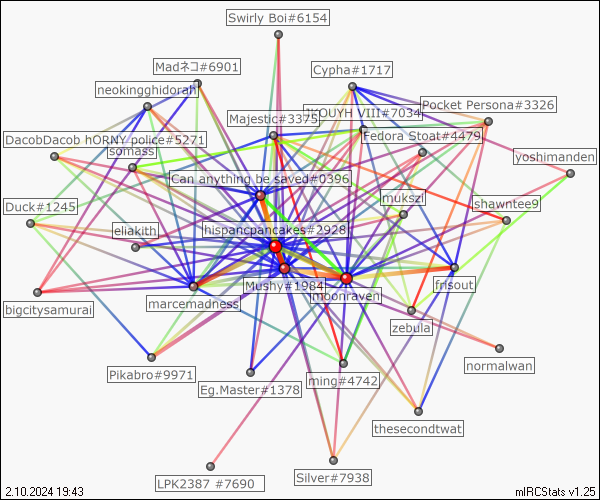 Swirly Boi#6154
Madネコ#6901
Cypha#1717
neokingghidorah
Pocket Persona#3326
Majestic#3375
KOUYH VIII#7034
DacobDacob hORNY police#5271
Fedora Stoat#4479
somass
yoshimanden
Can anything be saved#0396
mukszi
Duck#1245
shawntee9
eliakith
hispancpancakes#2928
Mushy#1984
moonraven
frisout
bigcitysamurai
marcemadness
zebula
normalwan
Pikabro#9971
Eg.Master#1378
ming#4742
thesecondtwat
LPK2387 #7690
Silver#7938
2.10.2024 19:43
mIRCStats v1.25